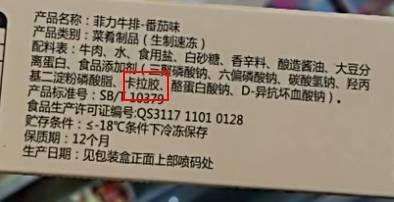 产品名称：菲力牛排-番茄味
产品类别：菜肴制品（生制速冻）
配料表：牛肉、水、食用盐、白砂糖、香辛料、酿造酱油、大豆分
离蛋白、食品添加剂（三聚磷酸钠、六偏磷酸钠、碳酸氢钠、羟丙
基二淀粉磷酸脂、卡拉胶、酪蛋白酸钠、D-异抗坏血酸钠）。
产品标准号：SB/T 10379
食品生产许可证编号:QS3117 1101 0128
贮存条件：≤-18℃条件下冷冻保存
保质期：12个月
生产日期：见包装盒正面上部喷码处